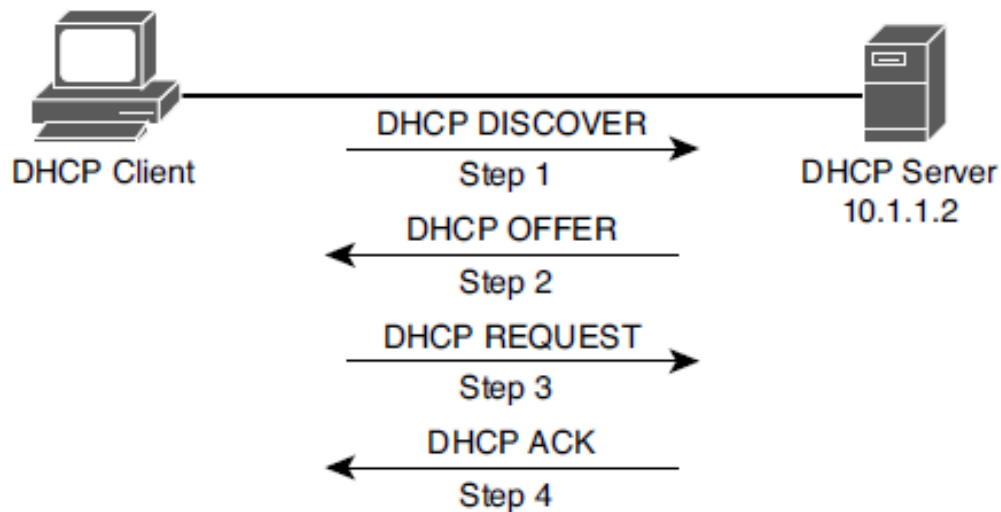 DHCP DISCOVER
Step 1
DHCP Client
DHCP Server
10.1.1.2
DHCP OFFER
Step 2
DHCP REQUEST
Step 3
DHCP ACK
Step 4